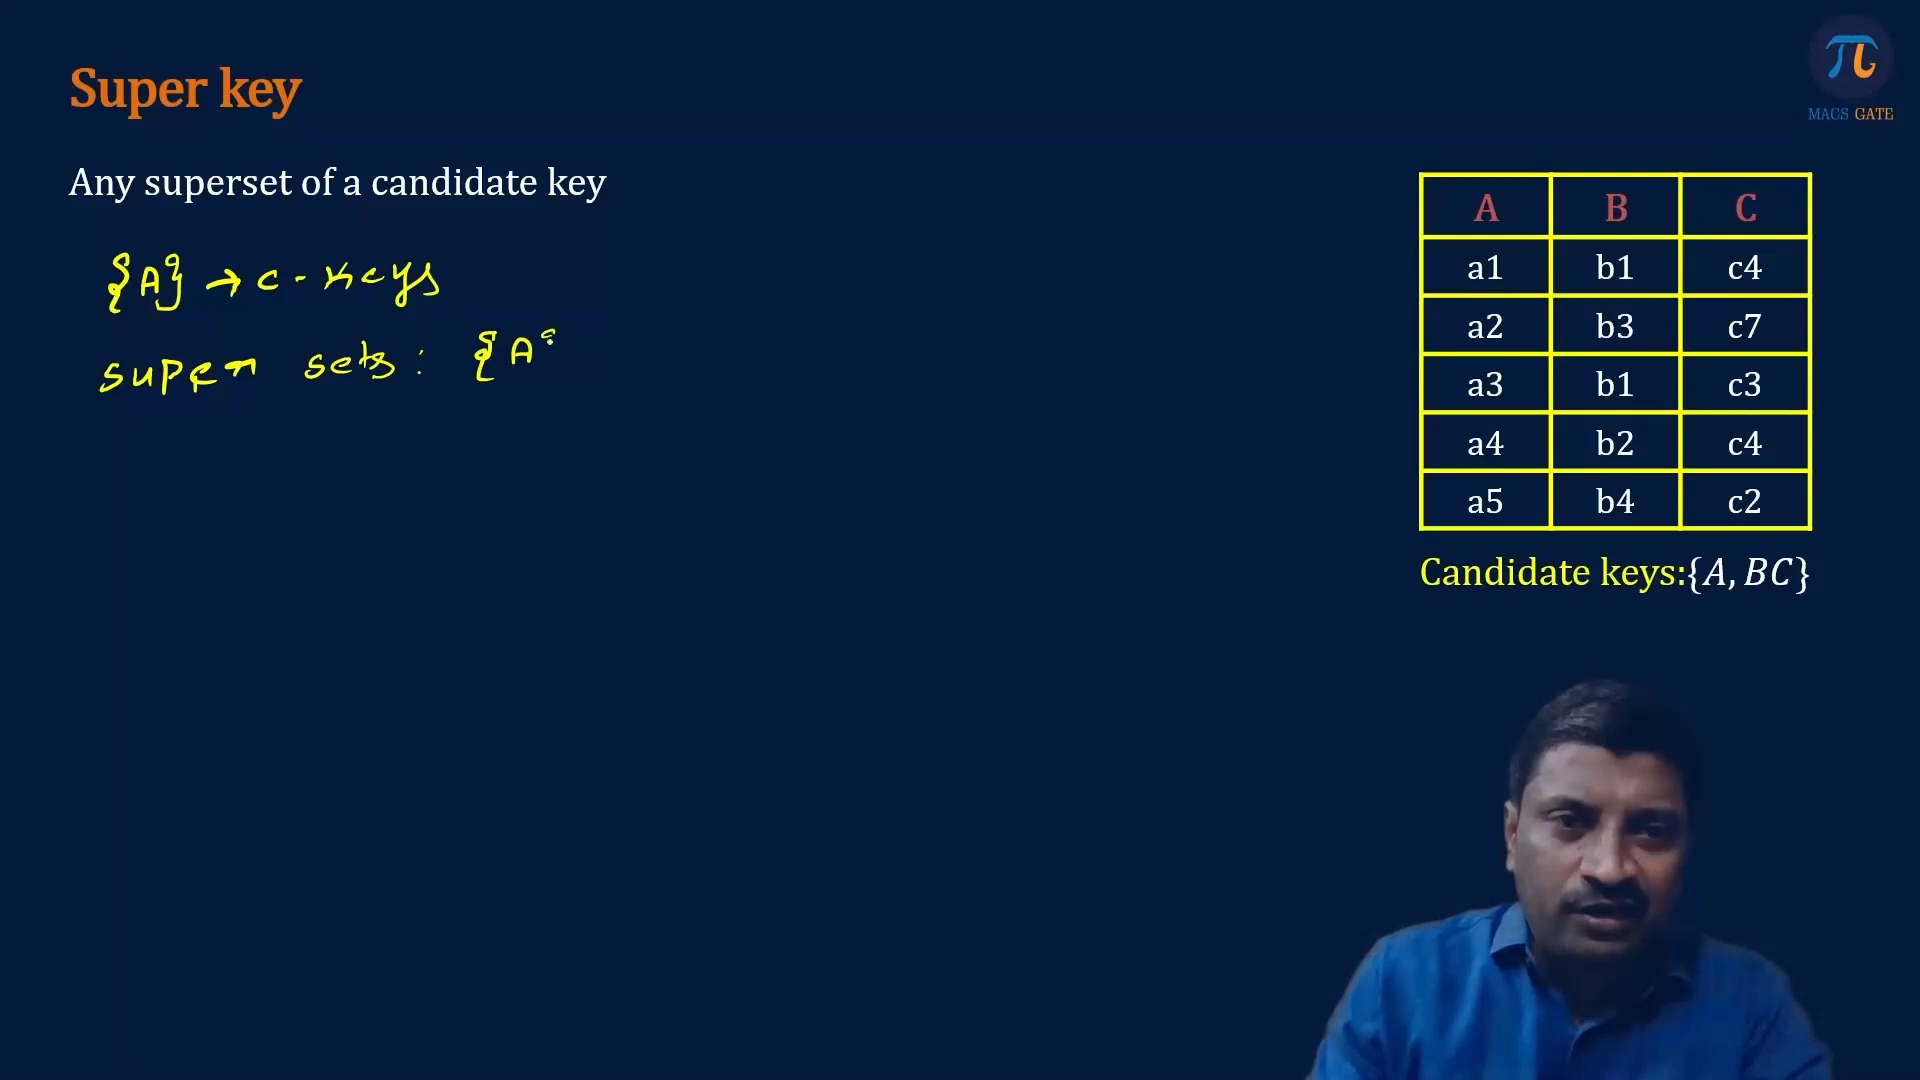 Super key
MACS GATE
Any superset of a candidate key
{A} → c-keys
super sets: {A
A B C
a1 b1 c4
a2 b3 c7
a3 b1 c3
a4 b2 c4
a5 b4 c2
Candidate keys:{A, BC}